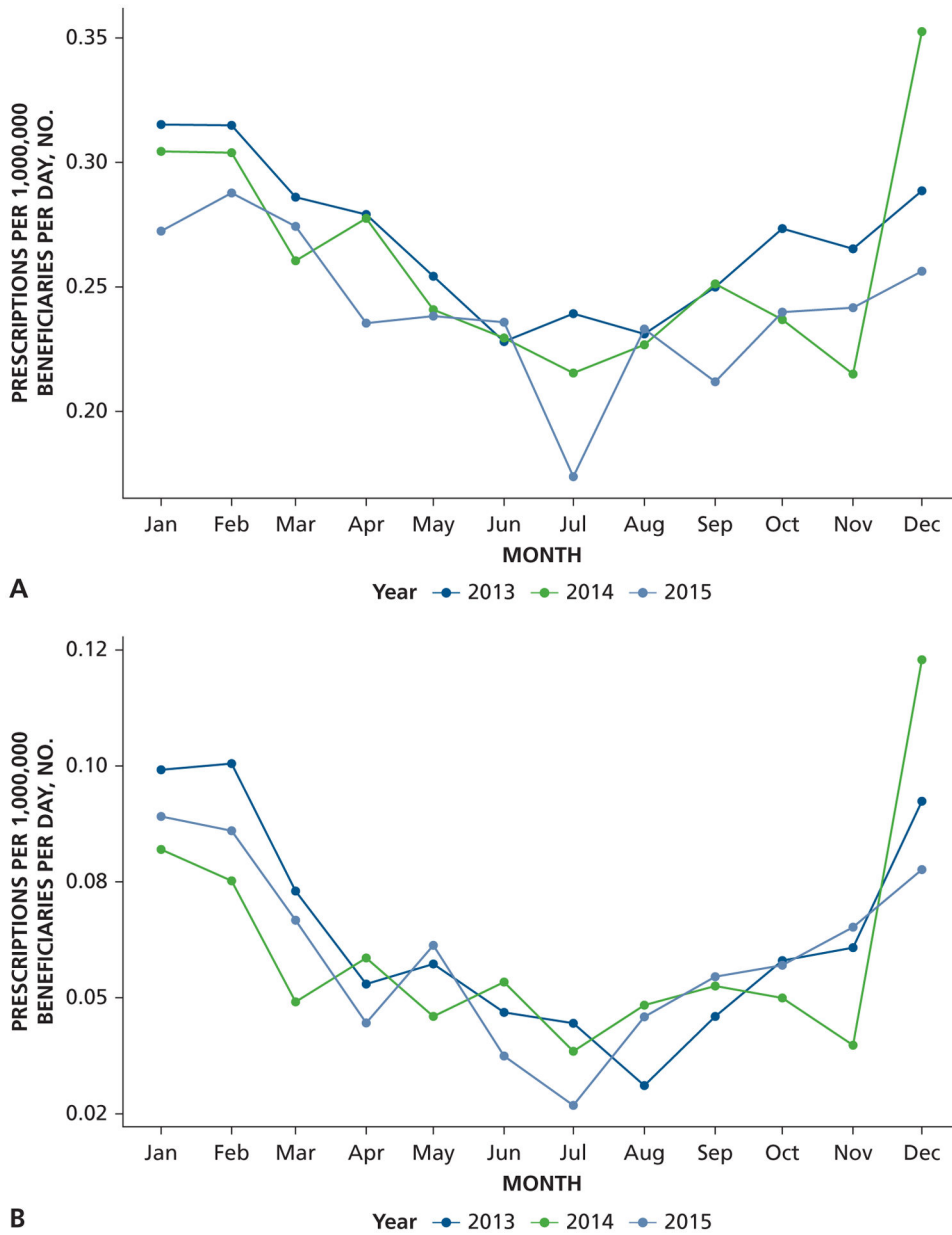 PRESCRIPTIONS PER 1,000,000
BENEFICIARIES PER DAY, NO.
0.35
0.30
0.25
0.20
Jan Feb Mar Apr May Jun Jul Aug Sep Oct Nov Dec
MONTH
A
Year 2013 2014 2015
PRESCRIPTIONS PER 1,000,000
BENEFICIARIES PER DAY, NO.
0.12
0.10
0.08
0.05
0.02
Jan Feb Mar Apr May Jun Jul Aug Sep Oct Nov Dec
MONTH
B
Year 2013 2014 2015